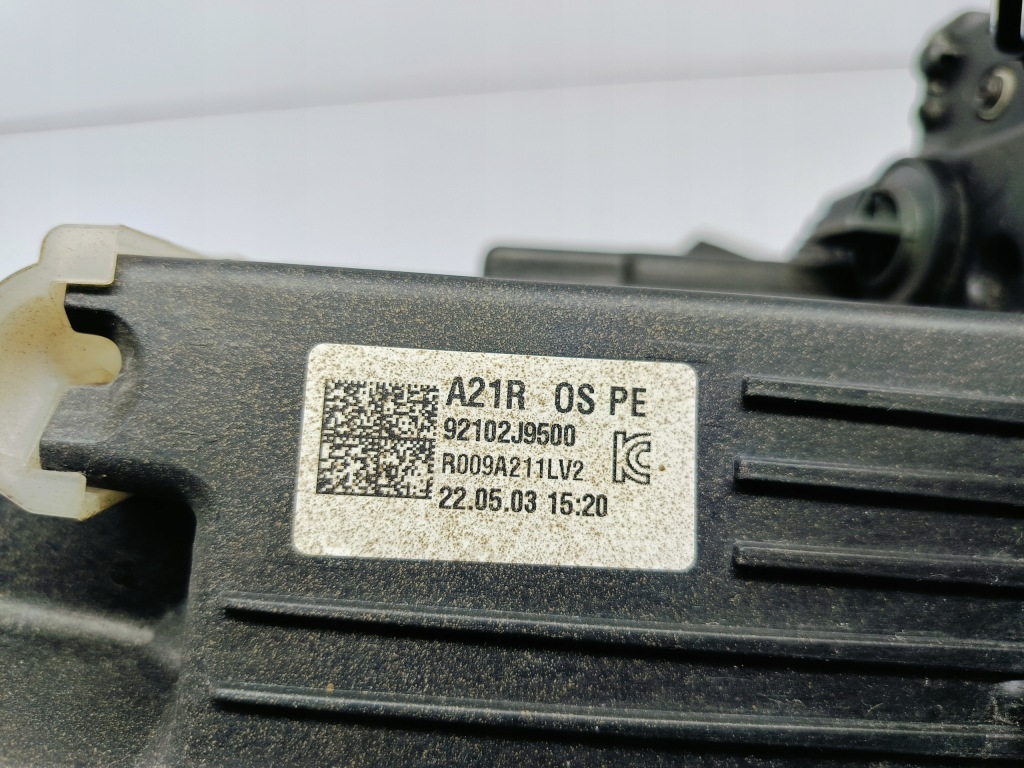 A21R OS PE
92102J9500
R009A211LV2
22.05.03 15:20